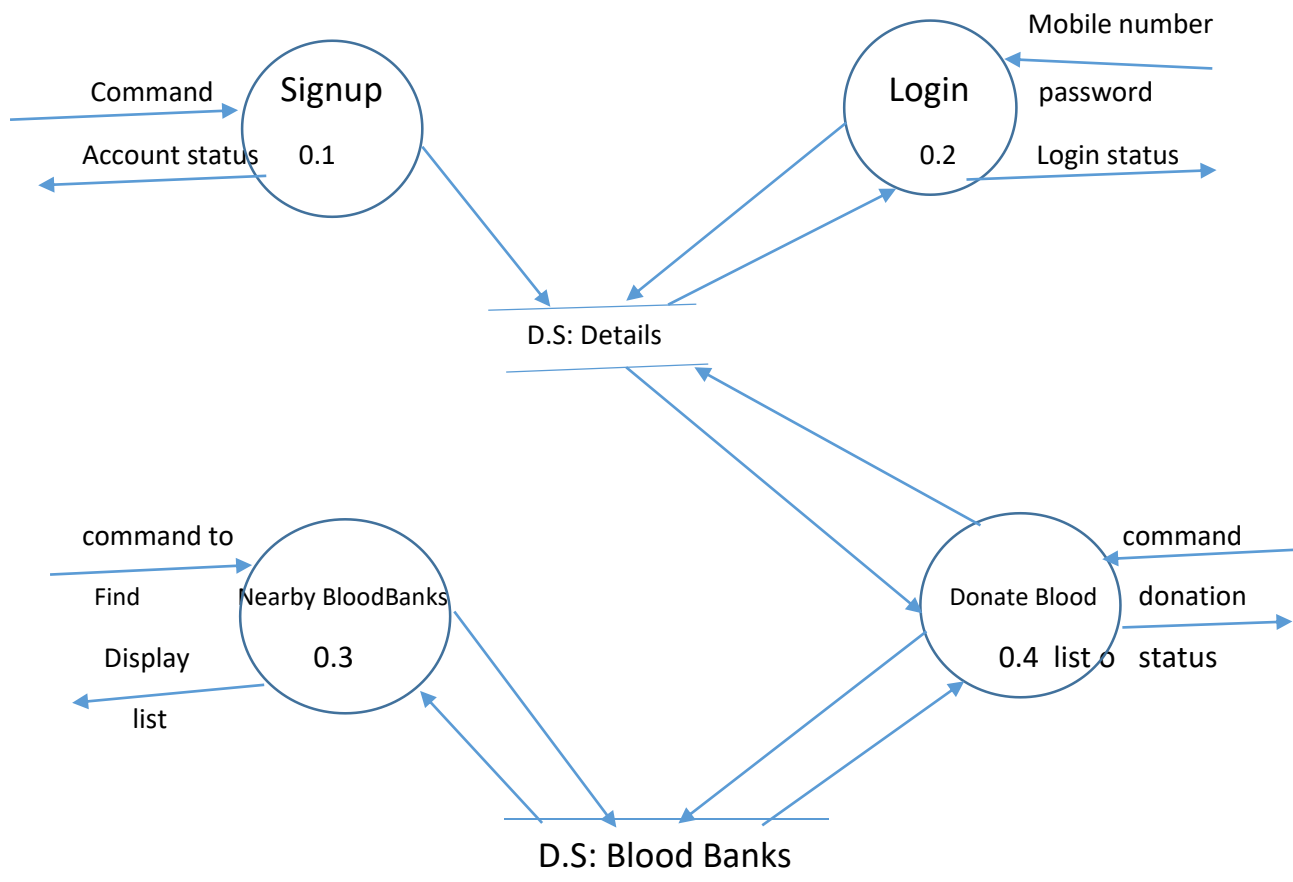 Command
Signup
Account status
0.1
Mobile number
Login
password
0.2
Login status
D.S: Details
command to
Find
Nearby BloodBanks
Display
0.3
list
command
Donate Blood
donation
0.4 list o
status
D.S: Blood Banks